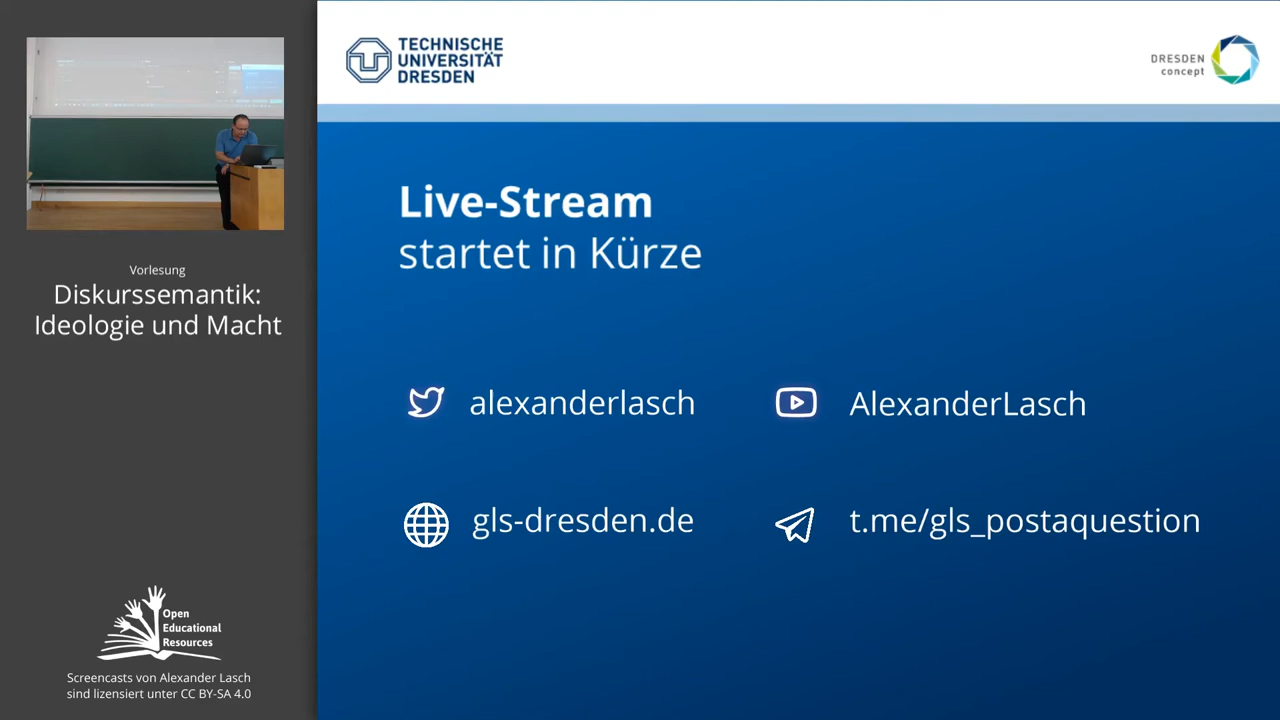 TECHNISCHE
UNIVERSITÄT
DRESDEN
DRESDEN
concept
Vorlesung
Diskurssemantik:
Ideologie und Macht
Live-Stream
startet in Kürze
alexanderlasch
AlexanderLasch
gls-dresden.de
t.me/gls_postaquestion
Open
Educational
Resources
Screencasts von Alexander Lasch
sind lizensiert unter CC BY-SA 4.0